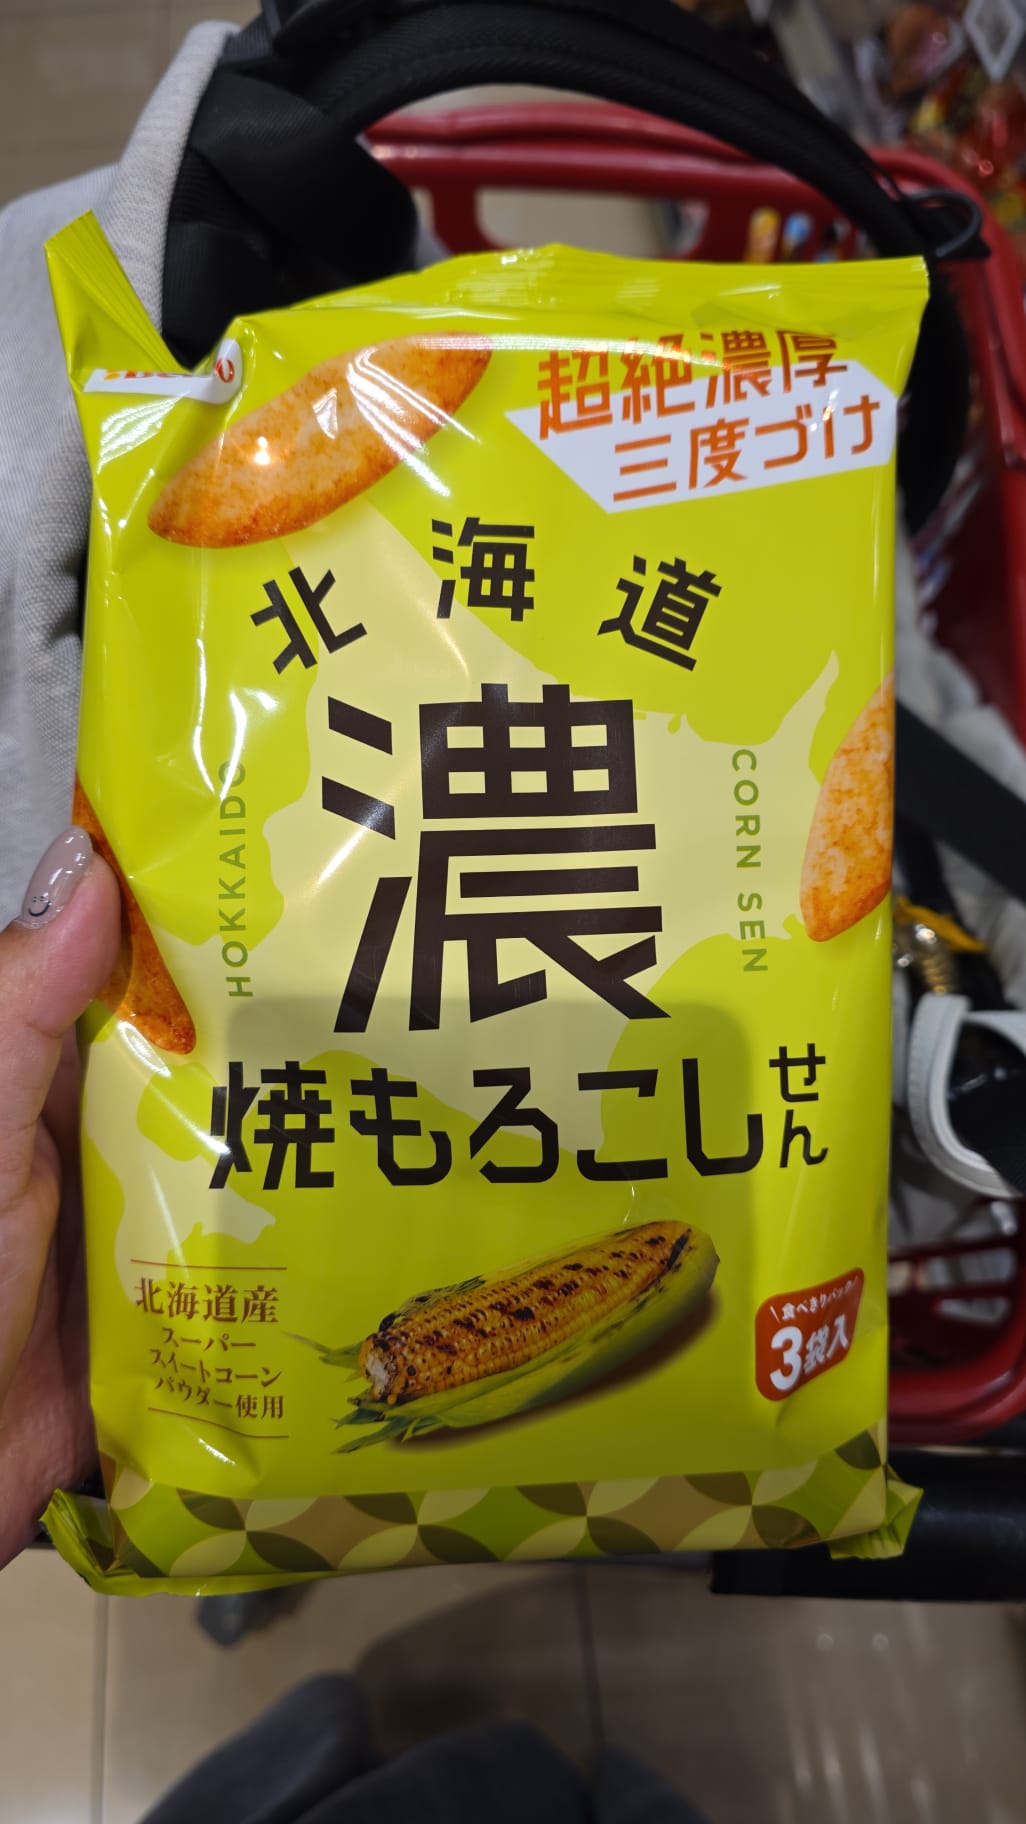 超絶濃厚
三度づけ
北海道
濃
HOKKAIDO
CORN SEN
焼もろこしせん
北海道産
スーパー
スイートコーン
パウダー使用
食べきりパック
3袋入